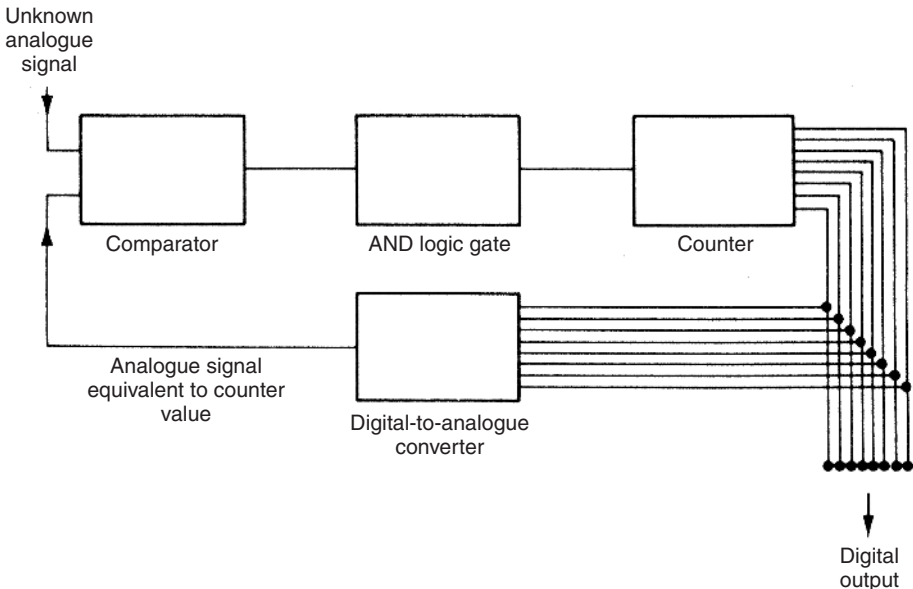 Unknown
analogue
signal
Comparator
AND logic gate
Counter
Analogue signal
equivalent to counter
value
Digital-to-analogue
converter
Digital
output